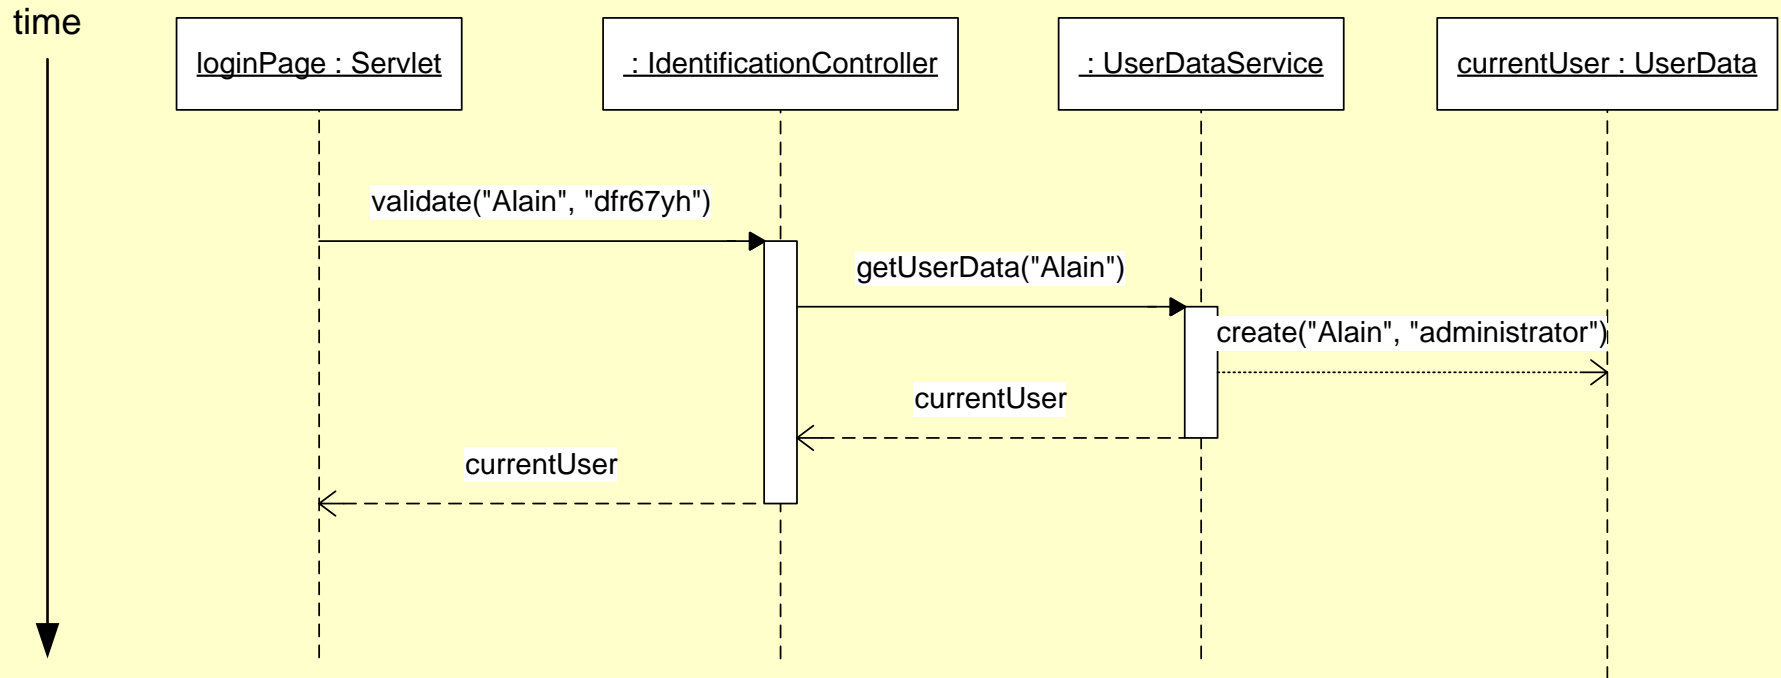 time
loginPage : Servlet
: IdentificationController
: UserDataService
currentUser : UserData
validate("Alain", "dfr67yh")
getUserData("Alain")
create("Alain", "administrator")
currentUser
currentUser